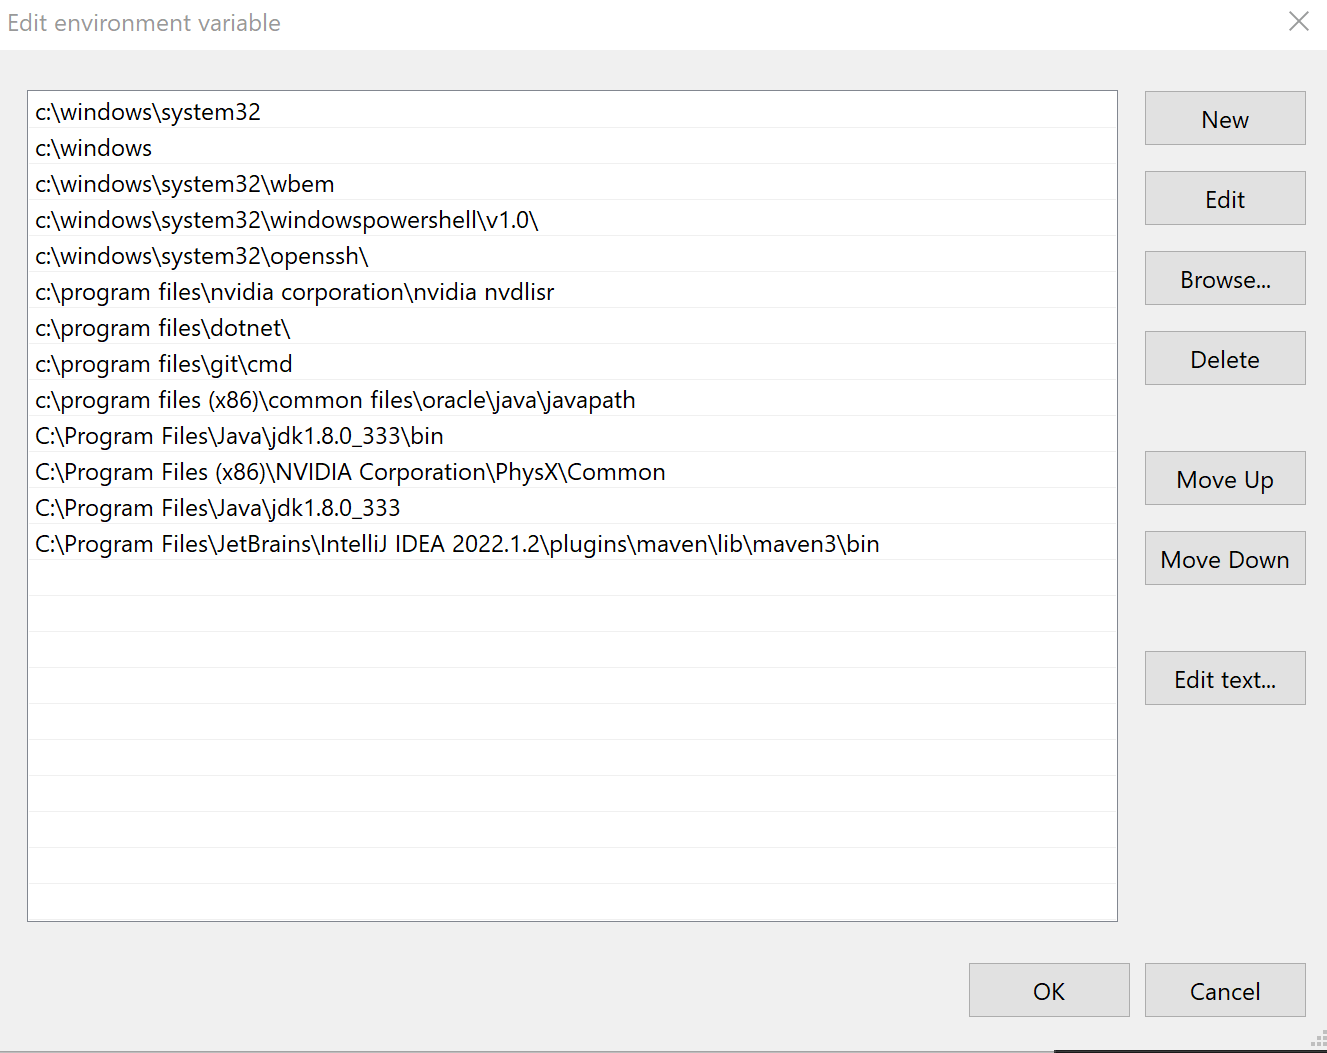 Edit environment variable
c:\windows\system32
c:\windows
c:\windows\system32\wbem
c:\windows\system32\windowspowershell\v1.0\
c:\windows\system32\openssh\
c:\program files\nvidia corporation\nvidia nvdlisr
c:\program files\dotnet\
c:\program files\git\cmd
c:\program files (x86)\common files\oracle\java\javapath
C:\Program Files\Java\jdk1.8.0_333\bin
C:\Program Files (x86)\NVIDIA Corporation\PhysX\Common
C:\Program Files\Java\jdk1.8.0_333
C:\Program Files\JetBrains\IntelliJ IDEA 2022.1.2\plugins\maven\lib\maven3\bin
New
Edit
Browse...
Delete
Move Up
Move Down
Edit text...
OK
Cancel